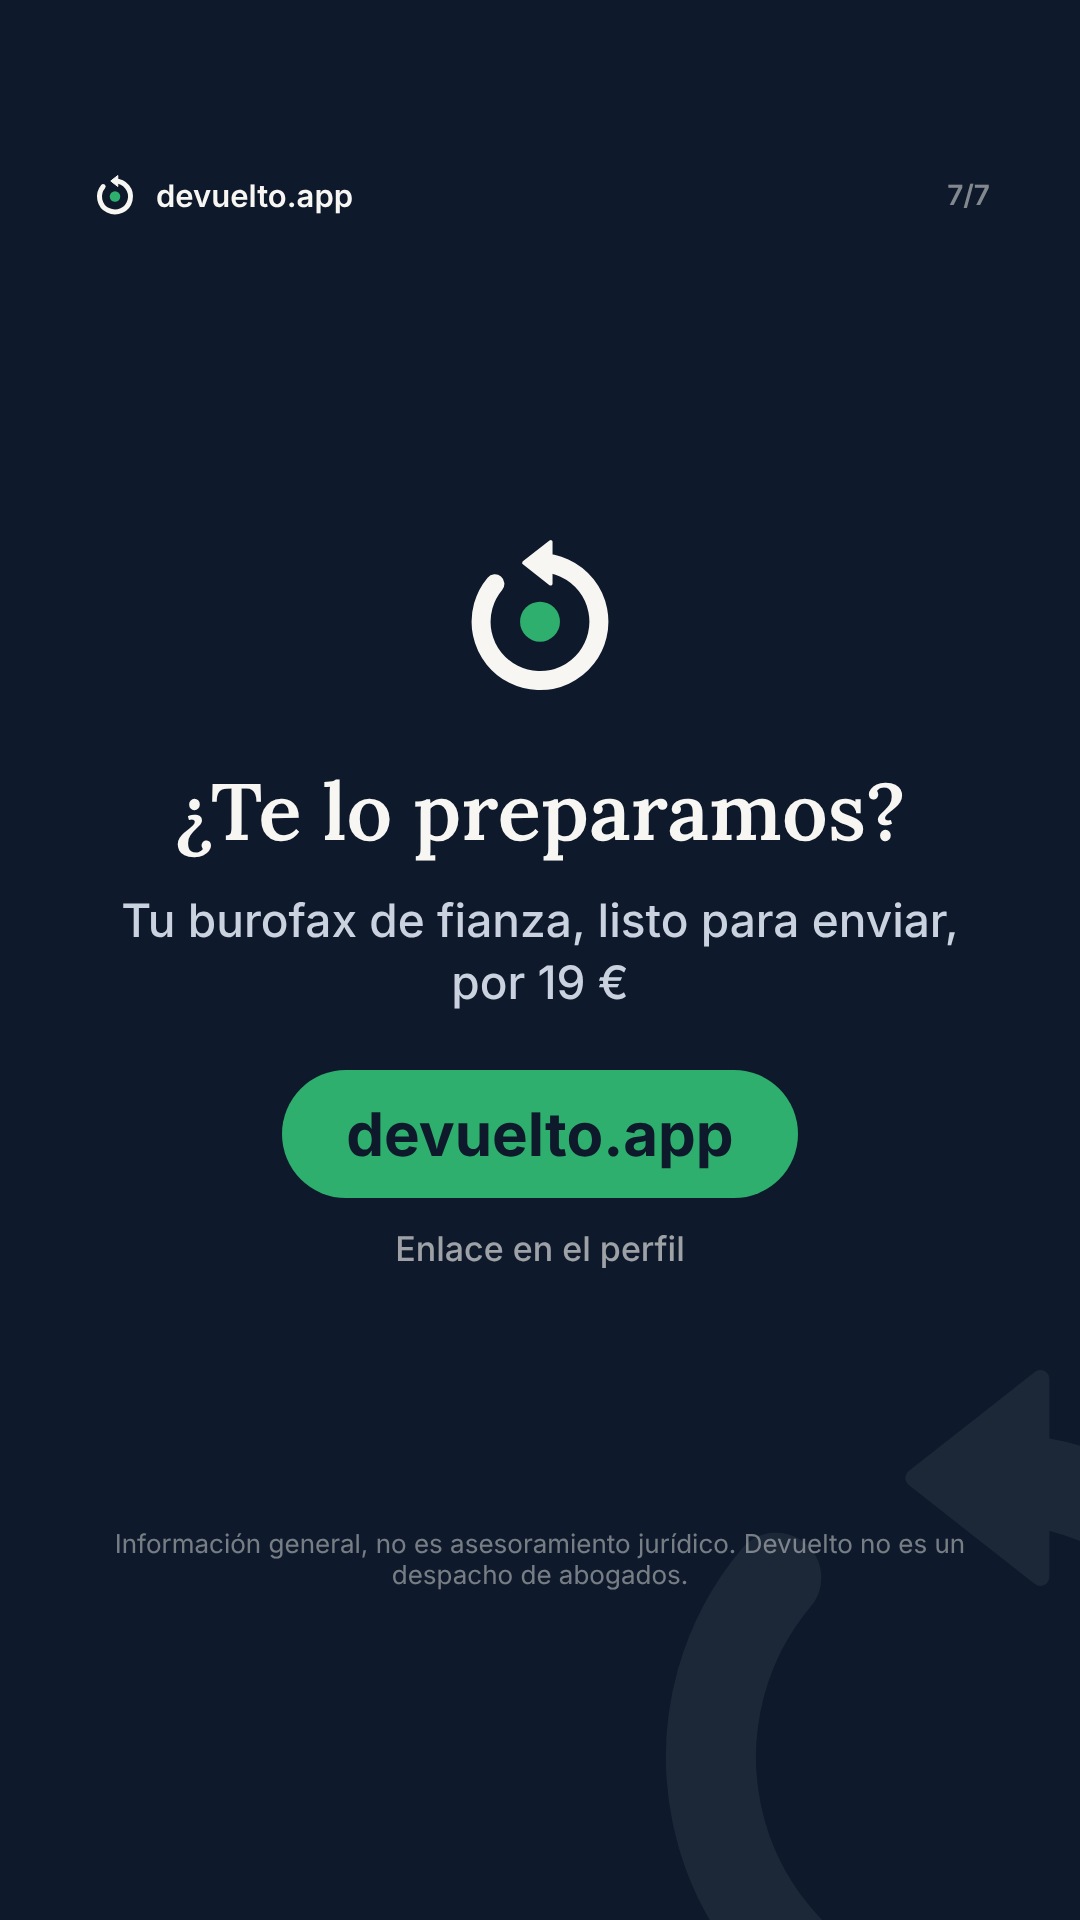 devuelto.app
7/7
¿Te lo preparamos?
Tu burofax de fianza, listo para enviar,
por 19 €
devuelto.app
Enlace en el perfil
Información general, no es asesoramiento jurídico. Devuelto no es un
despacho de abogados.